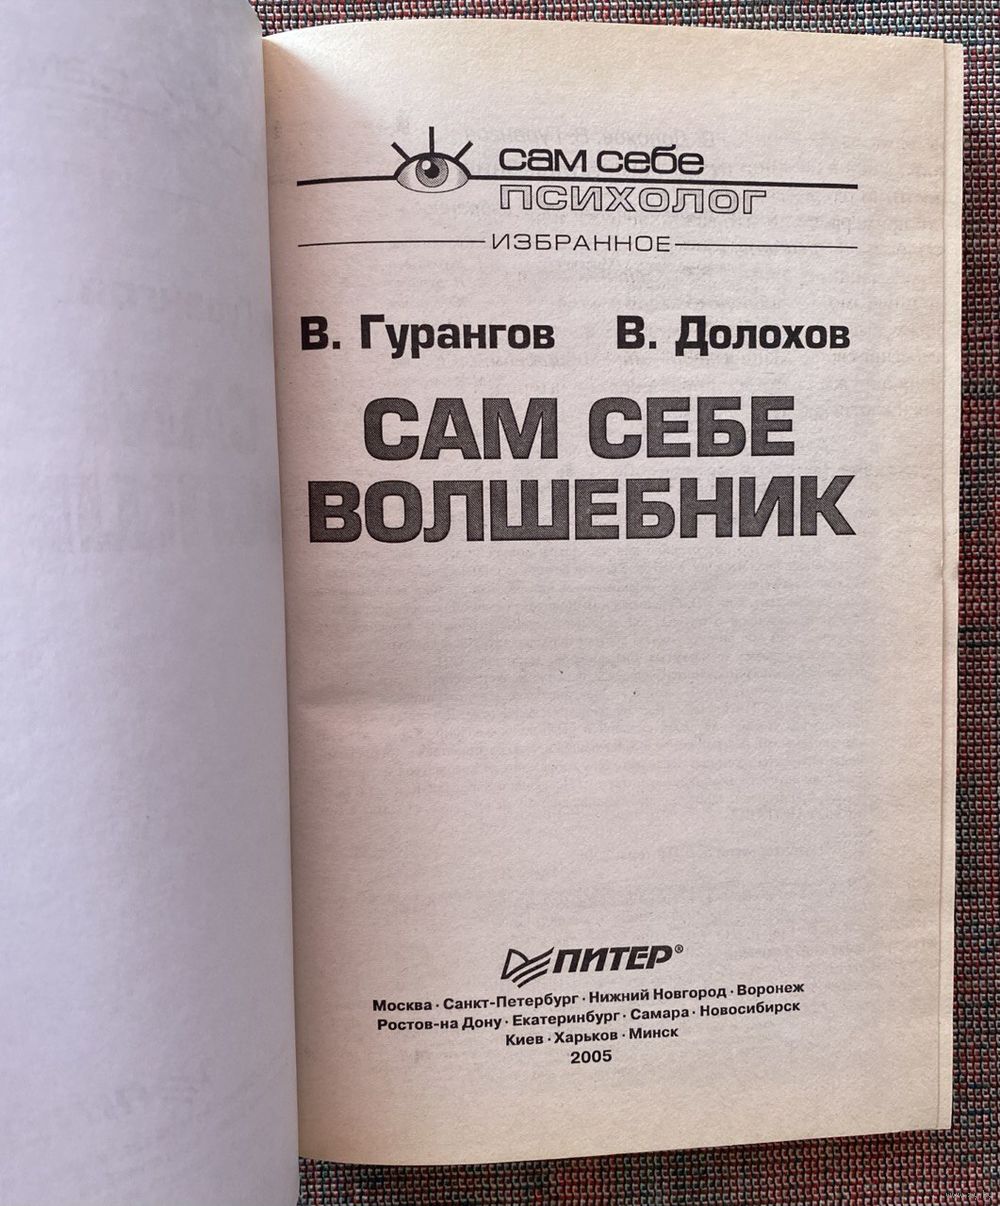 сам себе
ПСИХОЛОГ
ИЗБРАННОЕ
В. Гурангов В. Долохов
САМ СЕБЕ
ВОЛШЕБНИК
ПИТЕР®
Москва · Санкт-Петербург · Нижний Новгород · Воронеж
Ростов-на Дону · Екатеринбург · Самара · Новосибирск
Киев · Харьков · Минск
2005